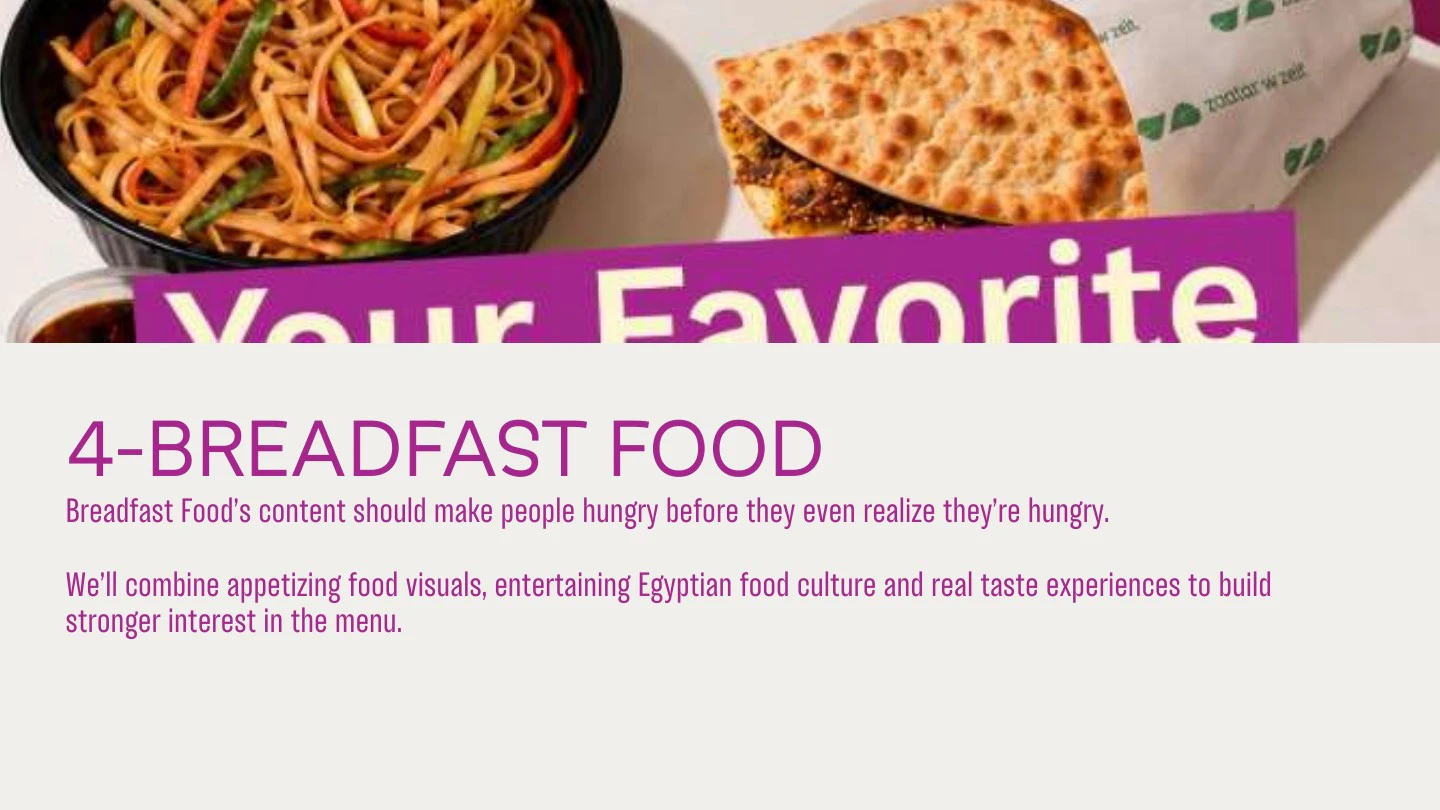 w zeit.
zaatar w zeit
Your Favorite
4-BREADFAST FOOD
Breadfast Food’s content should make people hungry before they even realize they’re hungry.
We’ll combine appetizing food visuals, entertaining Egyptian food culture and real taste experiences to build
stronger interest in the menu.